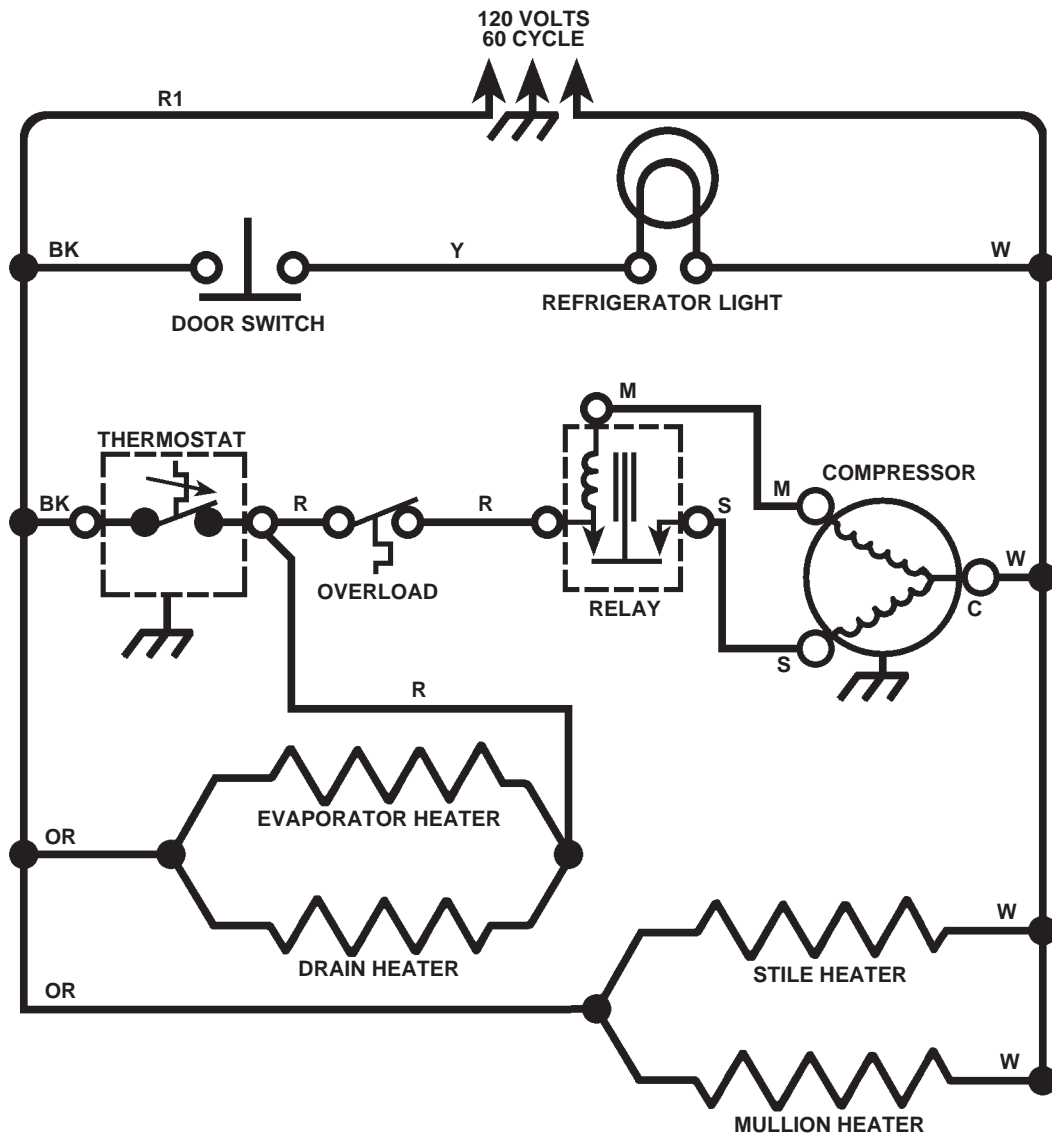 120 VOLTS
60 CYCLE
R1
BK
Y
W
DOOR SWITCH
REFRIGERATOR LIGHT
M
THERMOSTAT
COMPRESSOR
M
BK
R
R
S
W
OVERLOAD
RELAY
C
S
R
EVAPORATOR HEATER
OR
W
DRAIN HEATER
STILE HEATER
OR
W
MULLION HEATER